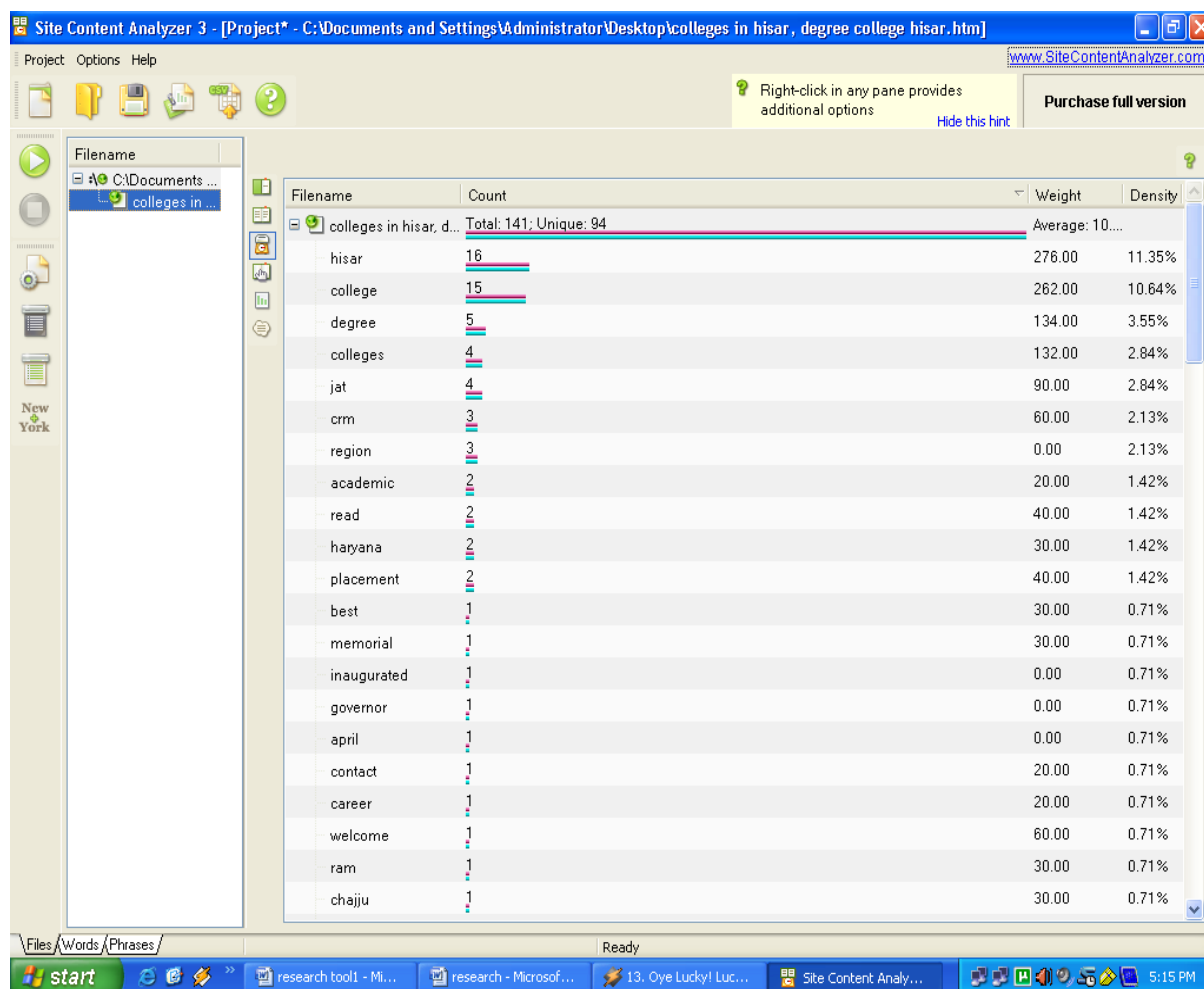 Site Content Analyzer 3 - [Project* - C:\Documents and Settings\Administrator\Desktop\colleges in hisar, degree college hisar.htm]
Project Options Help
www.SiteContentAnalyzer.com
CSV
Right-click in any pane provides
additional options
Hide this hint
Purchase full version
Filename
C:\Documents ...
colleges in ...
New
York
Filename Count Weight Density
colleges in hisar, d... Total: 141; Unique: 94 Average: 10....
hisar 16 276.00 11.35%
college 15 262.00 10.64%
degree 5 134.00 3.55%
colleges 4 132.00 2.84%
jat 4 90.00 2.84%
crm 3 60.00 2.13%
region 3 0.00 2.13%
academic 2 20.00 1.42%
read 2 40.00 1.42%
haryana 2 30.00 1.42%
placement 2 40.00 1.42%
best 1 30.00 0.71%
memorial 1 30.00 0.71%
inaugurated 1 0.00 0.71%
governor 1 0.00 0.71%
april 1 0.00 0.71%
contact 1 20.00 0.71%
career 1 20.00 0.71%
welcome 1 60.00 0.71%
ram 1 30.00 0.71%
chajju 1 30.00 0.71%
Files Words Phrases
Ready
start research tool1 - Mi... research - Microsof... 13. Oye Lucky! Luc... Site Content Analy... 5:15 PM